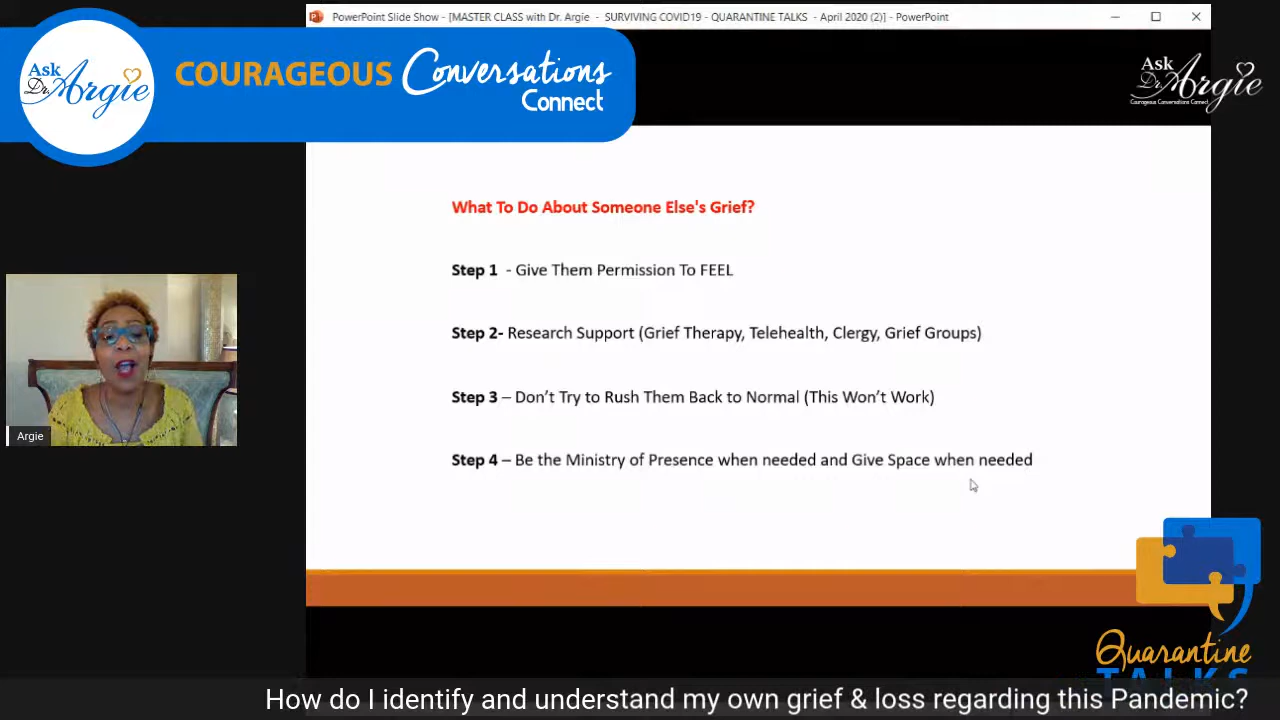 PowerPoint Slide Show - [MASTER CLASS with Dr. Argie - SURVIVING COVID19 - QUARANTINE TALKS - April 2020 (2)] - PowerPoint
Ask
Dr. Argie
COURAGEOUS Conversations
Connect
Ask
Dr. Argie
Courageous Conversations Connect
What To Do About Someone Else's Grief?
Step 1 - Give Them Permission To FEEL
Step 2- Research Support (Grief Therapy, Telehealth, Clergy, Grief Groups)
Step 3 – Don't Try to Rush Them Back to Normal (This Won't Work)
Step 4 – Be the Ministry of Presence when needed and Give Space when needed
Argie
Quarantine
TALKS
How do I identify and understand my own grief & loss regarding this Pandemic?